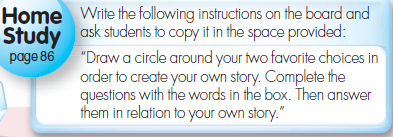 Home
Study
page 86
Write the following instructions on the board and
ask students to copy it in the space provided:
"Draw a circle around your two favorite choices in
order to create your own story. Complete the
questions with the words in the box. Then answer
them in relation to your own story."